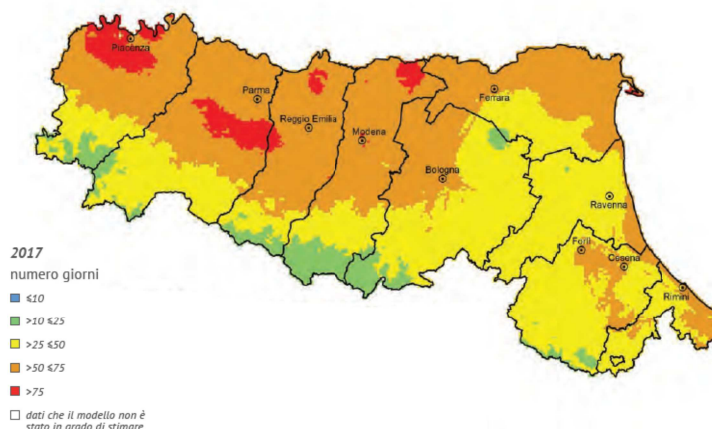 Piacenza
Parma
Reggio Emilia
Modena
Ferrara
Bologna
Ravenna
Forlì
Cesena
Rimini
2017
numero giorni
≤10
>10 ≤25
>25 ≤50
>50 ≤75
>75
dati che il modello non è
stato in grado di stimare